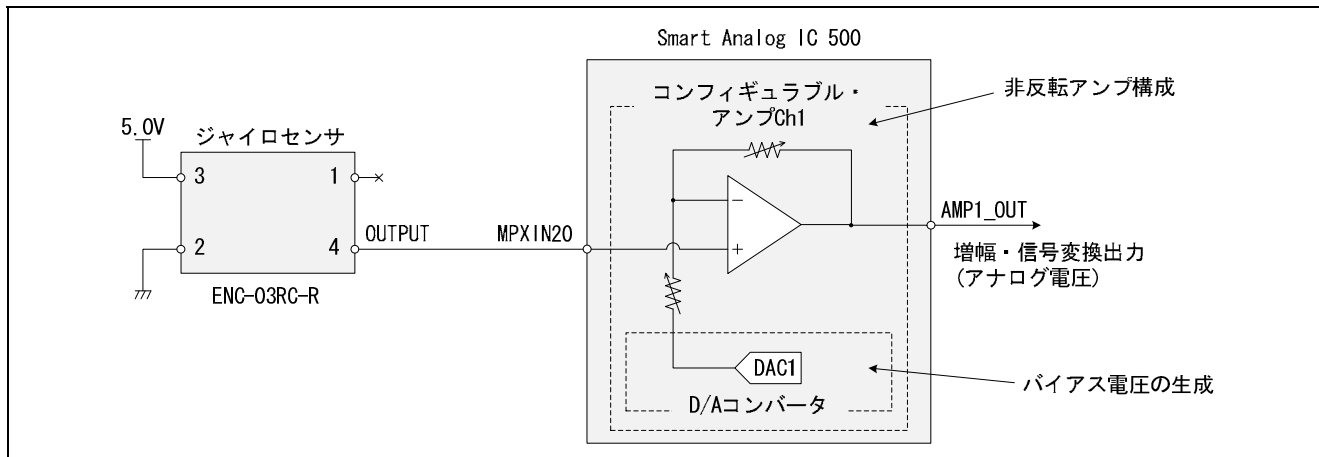 Smart Analog IC 500
コンフィギュラブル・
アンプCh1
非反転アンプ構成
5.0V
ジャイロセンサ
3
1
2
4
OUTPUT
MPXIN20
ENC-03RC-R
−
+
AMP1_OUT
増幅・信号変換出力
(アナログ電圧)
DAC1
D/Aコンバータ
バイアス電圧の生成